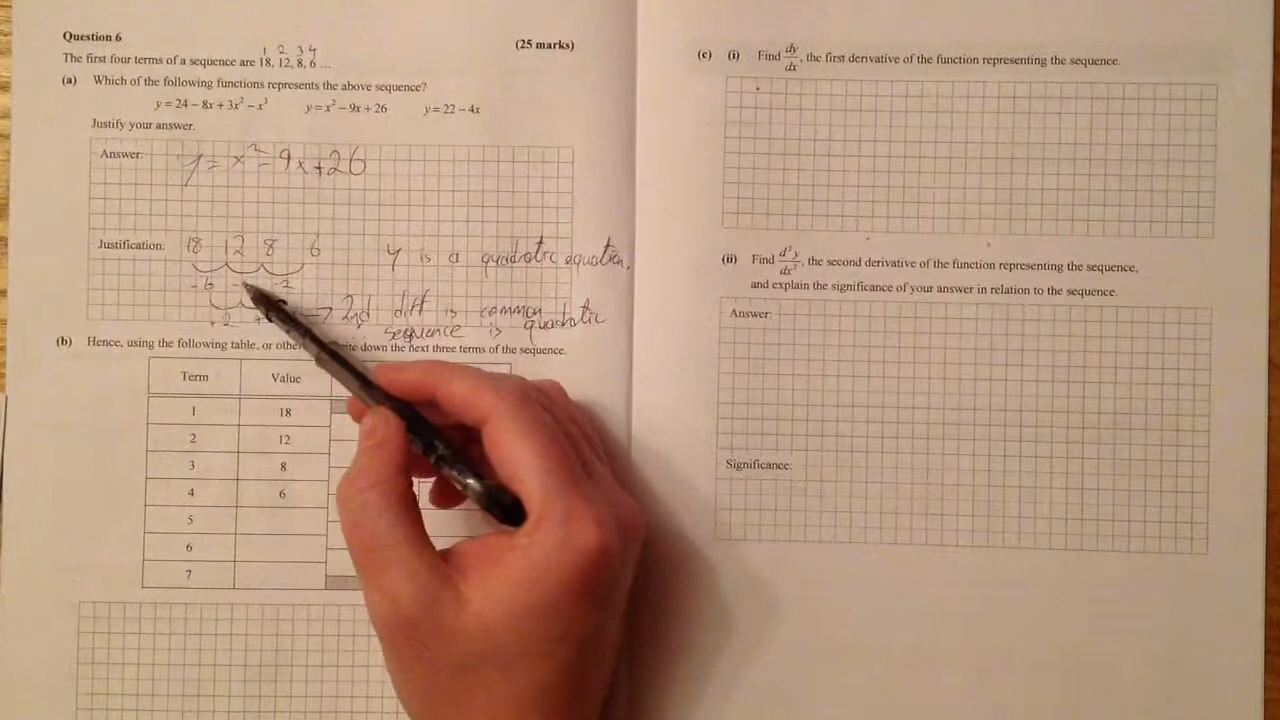 Question 6
(25 marks)
1 2 3 4
The first four terms of a sequence are 18, 12, 8, 6 ...
(a) Which of the following functions represents the above sequence?
y = 24 − 8x + 3x² − x³ y = x² − 9x + 26 y = 22 − 4x
Justify your answer.
Answer: y = x² − 9x + 26
Justification: 18 12 8 6 y is a quadratic equation,
-6 -2
+2 → 2nd diff is common
∴ sequence is quadratic
(b) Hence, using the following table, or down the next three terms of the sequence.
Term Value
1 18
2 12
3 8
4 6
5
6
7
(c) (i) Find dy/dx, the first derivative of the function representing the sequence.
(ii) Find d²y/dx², the second derivative of the function representing the sequence,
and explain the significance of your answer in relation to the sequence.
Answer:
Significance: